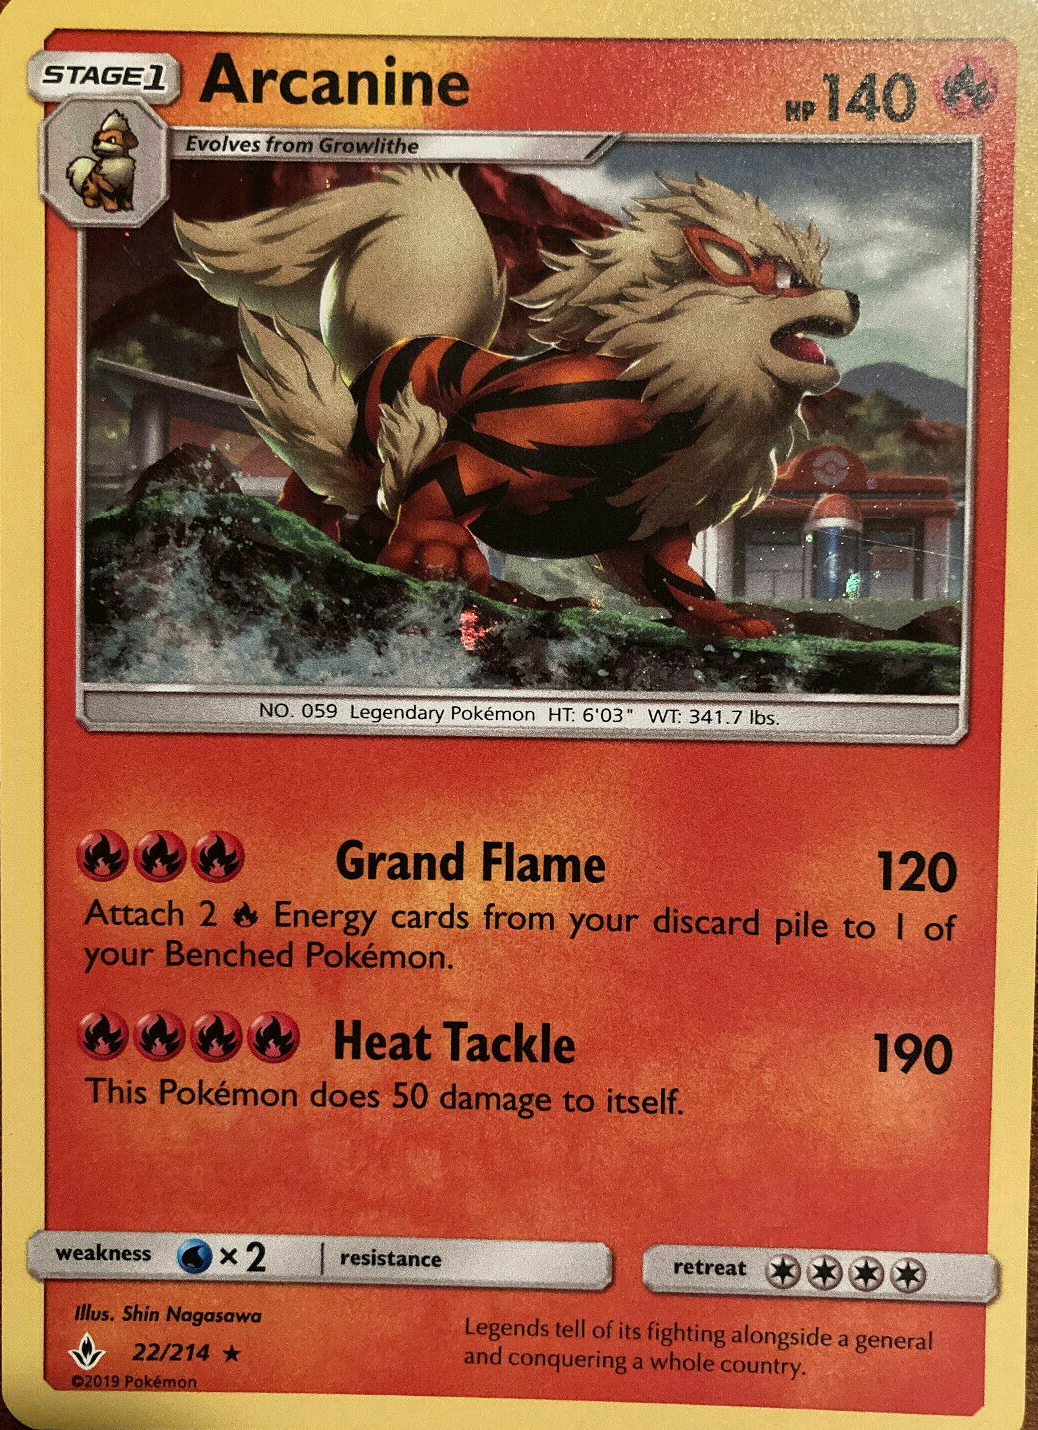 STAGE1
Arcanine
HP 140
Evolves from Growlithe
NO. 059 Legendary Pokémon HT: 6'03" WT: 341.7 lbs.
Grand Flame 120
Attach 2 Energy cards from your discard pile to 1 of
your Benched Pokémon.
Heat Tackle 190
This Pokémon does 50 damage to itself.
weakness ×2 resistance retreat
Illus. Shin Nagasawa
22/214 ★
©2019 Pokémon
Legends tell of its fighting alongside a general
and conquering a whole country.